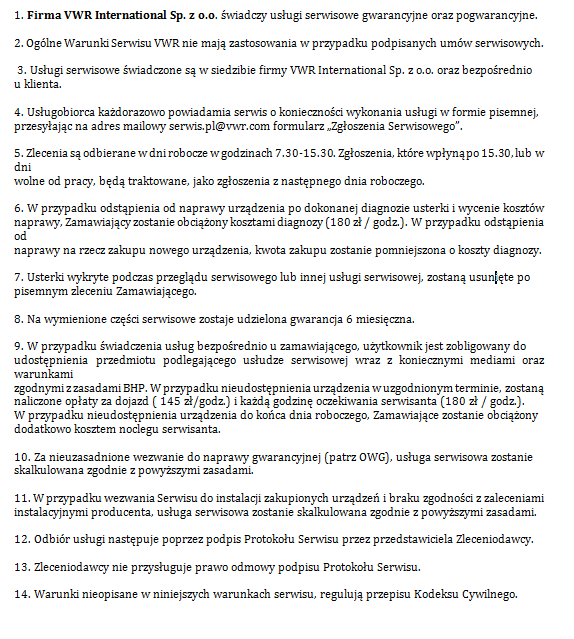 1. Firma VWR International Sp. z o.o. świadczy usługi serwisowe gwarancyjne oraz pogwarancyjne.
2. Ogólne Warunki Serwisu VWR nie mają zastosowania w przypadku podpisanych umów serwisowych.
3. Usługi serwisowe świadczone są w siedzibie firmy VWR International Sp. z o.o. oraz bezpośrednio
u klienta.
4. Usługobiorca każdorazowo powiadamia serwis o konieczności wykonania usługi w formie pisemnej,
przesyłając na adres mailowy serwis.pl@vwr.com formularz „Zgłoszenia Serwisowego”.
5. Zlecenia są odbierane w dni robocze w godzinach 7.30-15.30. Zgłoszenia, które wpłyną po 15.30, lub w
dni
wolne od pracy, będą traktowane, jako zgłoszenia z następnego dnia roboczego.
6. W przypadku odstąpienia od naprawy urządzenia po dokonanej diagnozie usterki i wycenie kosztów
naprawy, Zamawiający zostanie obciążony kosztami diagnozy (180 zł / godz.). W przypadku odstąpienia
od
naprawy na rzecz zakupu nowego urządzenia, kwota zakupu zostanie pomniejszona o koszty diagnozy.
7. Usterki wykryte podczas przeglądu serwisowego lub innej usługi serwisowej, zostaną usunięte po
pisemnym zleceniu Zamawiającego.
8. Na wymienione części serwisowe zostaje udzielona gwarancja 6 miesięczna.
9. W przypadku świadczenia usług bezpośrednio u zamawiającego, użytkownik jest zobligowany do
udostępnienia przedmiotu podlegającego usłudze serwisowej wraz z koniecznymi mediami oraz
warunkami
zgodnymi z zasadami BHP. W przypadku nieudostępnienia urządzenia w uzgodnionym terminie, zostaną
naliczone opłaty za dojazd ( 145 zł/godz.) i każdą godzinę oczekiwania serwisanta (180 zł / godz.).
W przypadku nieudostępnienia urządzenia do końca dnia roboczego, Zamawiające zostanie obciążony
dodatkowo kosztem noclegu serwisanta.
10. Za nieuzasadnione wezwanie do naprawy gwarancyjnej (patrz OWG), usługa serwisowa zostanie
skalkulowana zgodnie z powyższymi zasadami.
11. W przypadku wezwania Serwisu do instalacji zakupionych urządzeń i braku zgodności z zaleceniami
instalacyjnymi producenta, usługa serwisowa zostanie skalkulowana zgodnie z powyższymi zasadami.
12. Odbiór usługi następuje poprzez podpis Protokołu Serwisu przez przedstawiciela Zleceniodawcy.
13. Zleceniodawcy nie przysługuje prawo odmowy podpisu Protokołu Serwisu.
14. Warunki nieopisane w niniejszych warunkach serwisu, regulują przepisu Kodeksu Cywilnego.